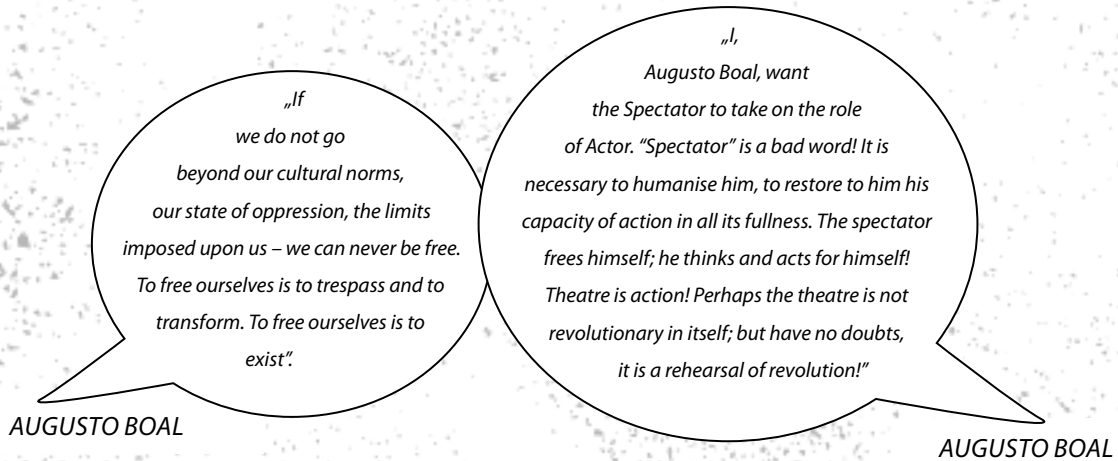 „If
we do not go
beyond our cultural norms,
our state of oppression, the limits
imposed upon us – we can never be free.
To free ourselves is to trespass and to
transform. To free ourselves is to
exist”.
AUGUSTO BOAL
„I,
Augusto Boal, want
the Spectator to take on the role
of Actor. “Spectator” is a bad word! It is
necessary to humanise him, to restore to him his
capacity of action in all its fullness. The spectator
frees himself; he thinks and acts for himself!
Theatre is action! Perhaps the theatre is not
revolutionary in itself; but have no doubts,
it is a rehearsal of revolution!”
AUGUSTO BOAL